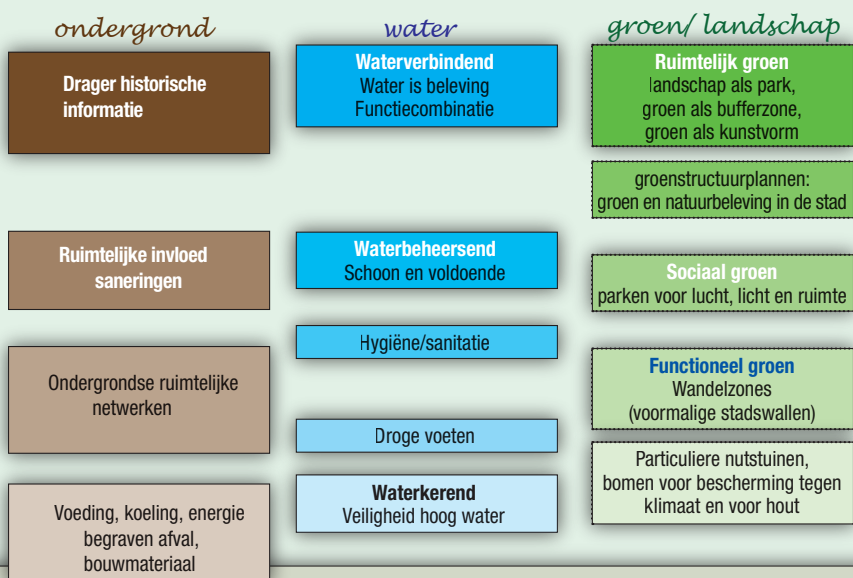 ondergrond
Drager historische
informatie
Ruimtelijke invloed
saneringen
Ondergrondse ruimtelijke
netwerken
Voeding, koeling, energie
begraven afval,
bouwmateriaal
water
Waterverbindend
Water is beleving
Functiecombinatie
Waterbeheersend
Schoon en voldoende
Hygiëne/sanitatie
Droge voeten
Waterkerend
Veiligheid hoog water
groen/ landschap
Ruimtelijk groen
landschap als park,
groen als bufferzone,
groen als kunstvorm
groenstructuurplannen:
groen en natuurbeleving in de stad
Sociaal groen
parken voor lucht, licht en ruimte
Functioneel groen
Wandelzones
(voormalige stadswallen)
Particuliere nutstuinen,
bomen voor bescherming tegen
klimaat en voor hout